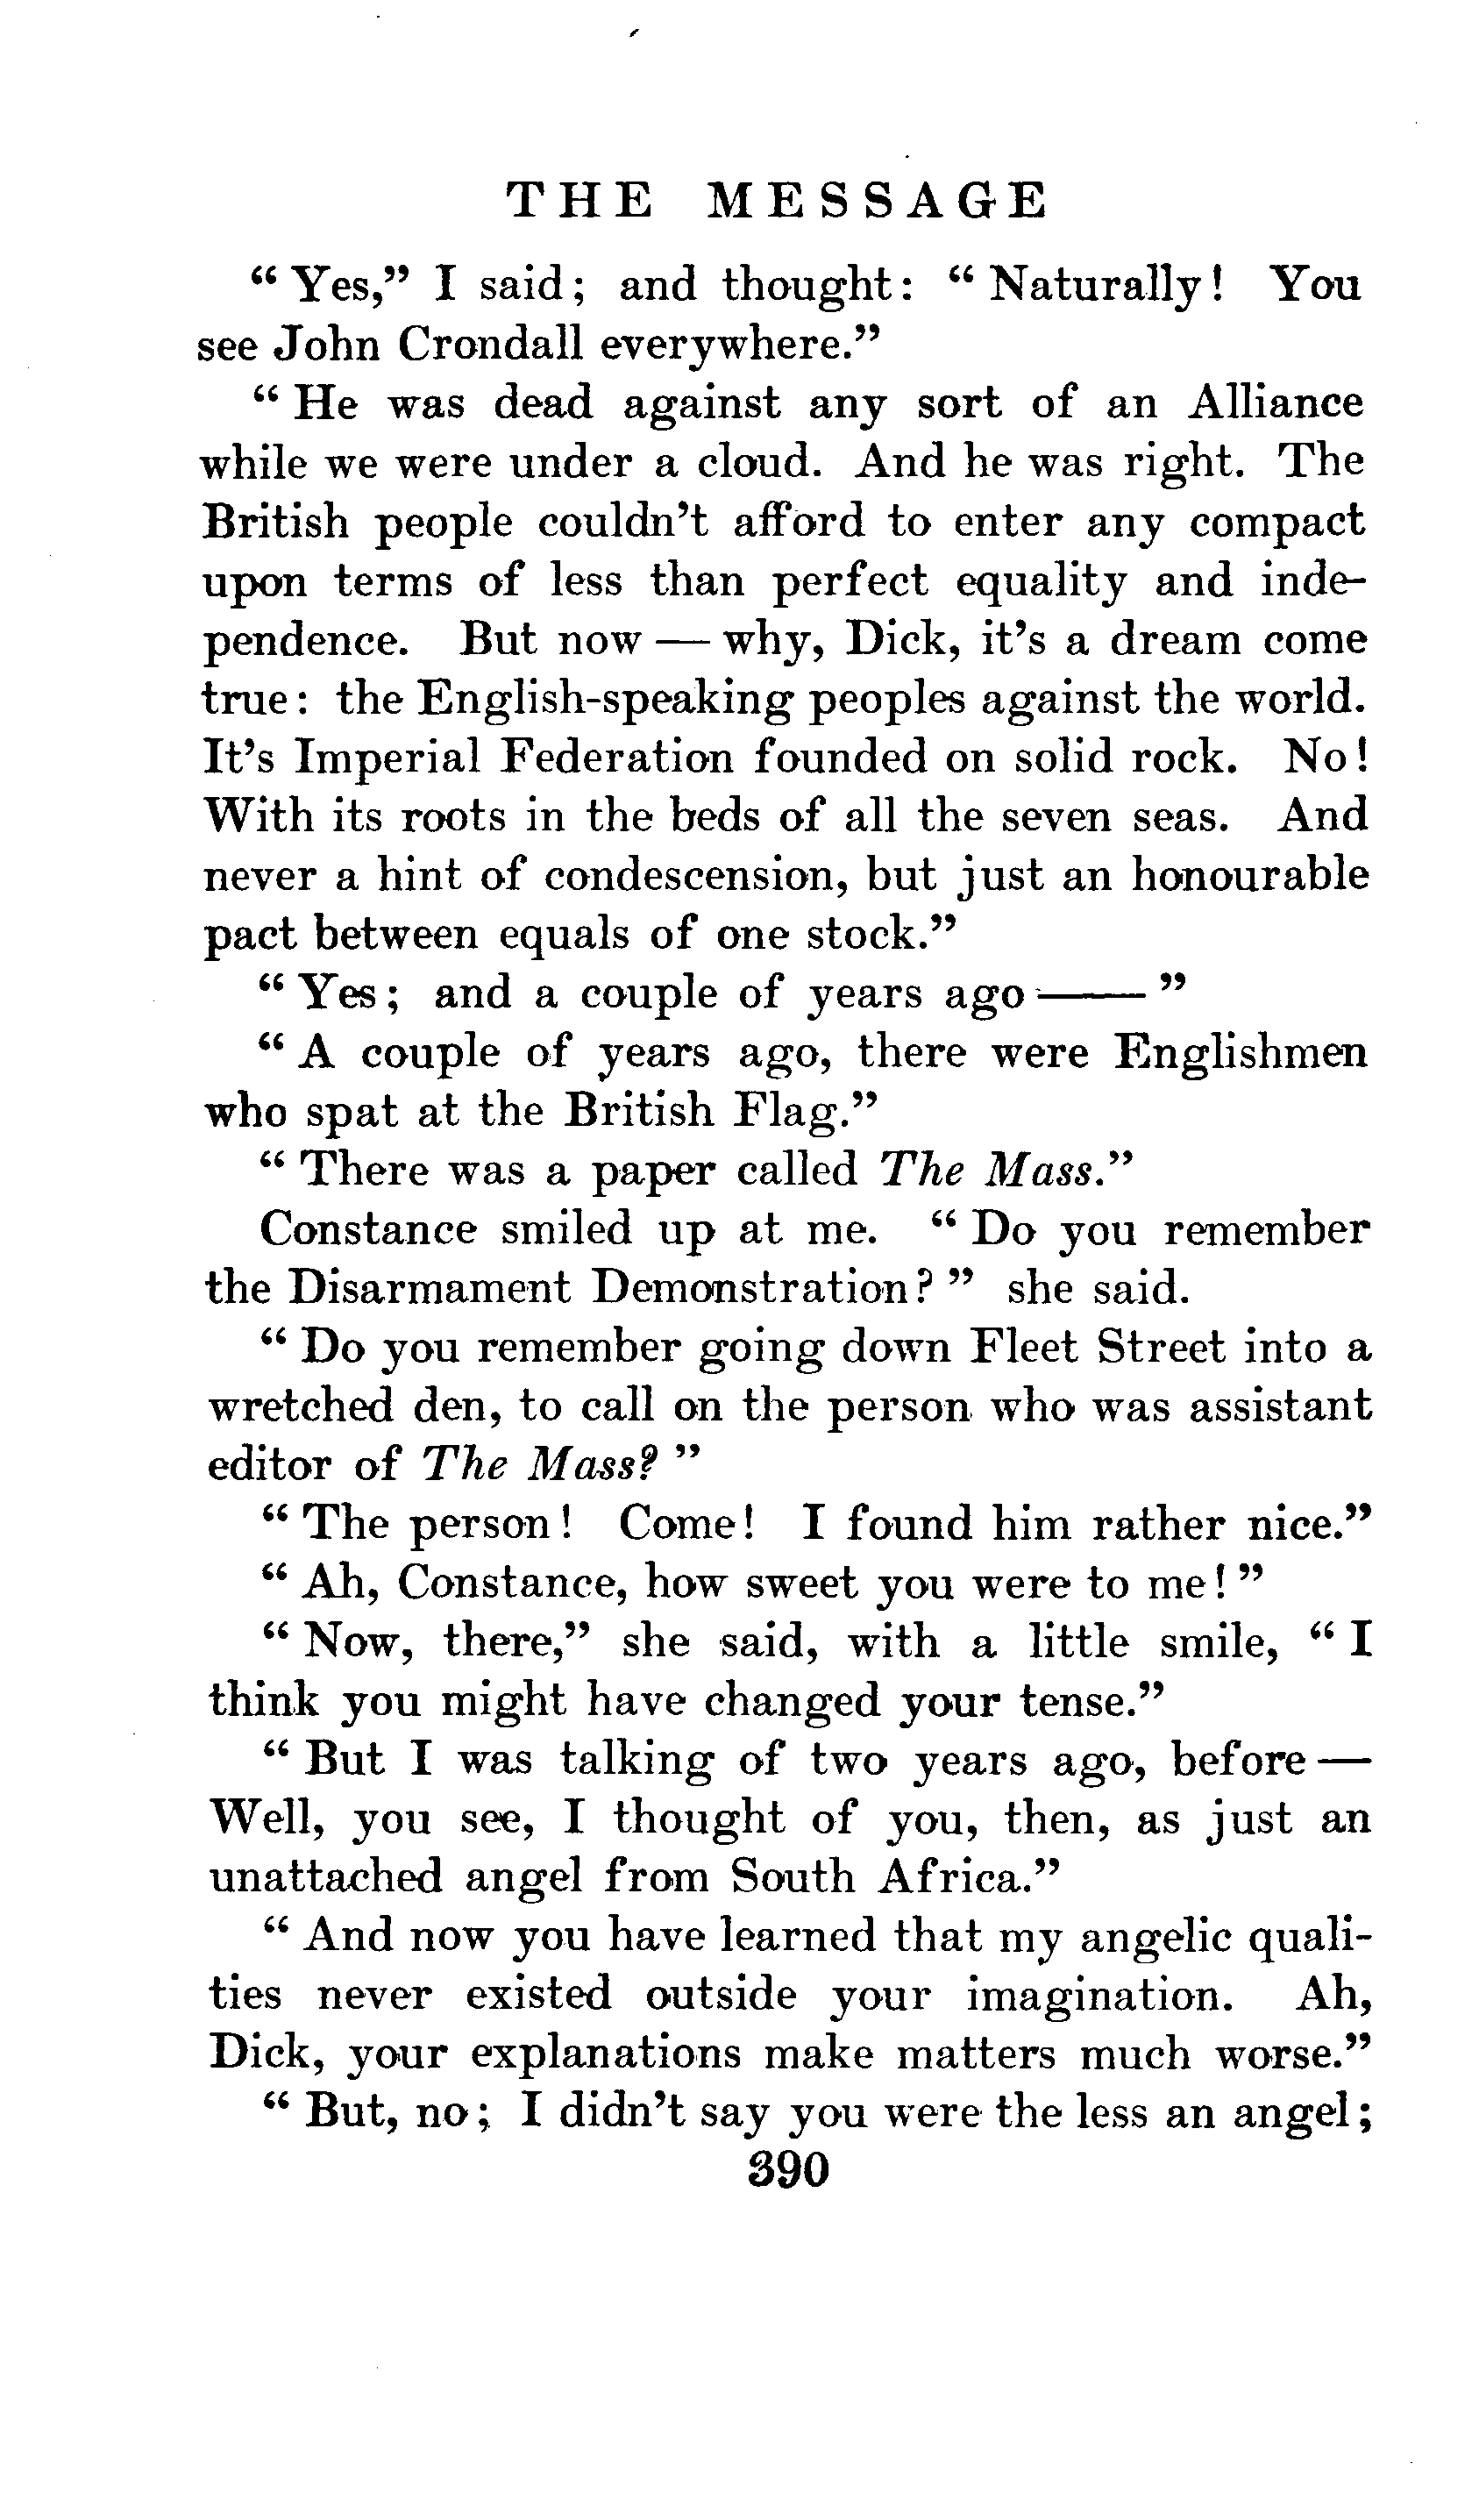 THE MESSAGE
“Yes,” I said; and thought: “Naturally! You
see John Crondall everywhere.”
“He was dead against any sort of an Alliance
while we were under a cloud. And he was right. The
British people couldn’t afford to enter any compact
upon terms of less than perfect equality and inde-
pendence. But now — why, Dick, it’s a dream come
true: the English-speaking peoples against the world.
It’s Imperial Federation founded on solid rock. No!
With its roots in the beds of all the seven seas. And
never a hint of condescension, but just an honourable
pact between equals of one stock.”
“Yes; and a couple of years ago——”
“A couple of years ago, there were Englishmen
who spat at the British Flag.”
“There was a paper called The Mass.”
Constance smiled up at me. “Do you remember
the Disarmament Demonstration?” she said.
“Do you remember going down Fleet Street into a
wretched den, to call on the person who was assistant
editor of The Mass?”
“The person! Come! I found him rather nice.”
“Ah, Constance, how sweet you were to me!”
“Now, there,” she said, with a little smile, “I
think you might have changed your tense.”
“But I was talking of two years ago, before —
Well, you see, I thought of you, then, as just an
unattached angel from South Africa.”
“And now you have learned that my angelic quali-
ties never existed outside your imagination. Ah,
Dick, your explanations make matters much worse.”
“But, no; I didn’t say you were the less an angel;
390